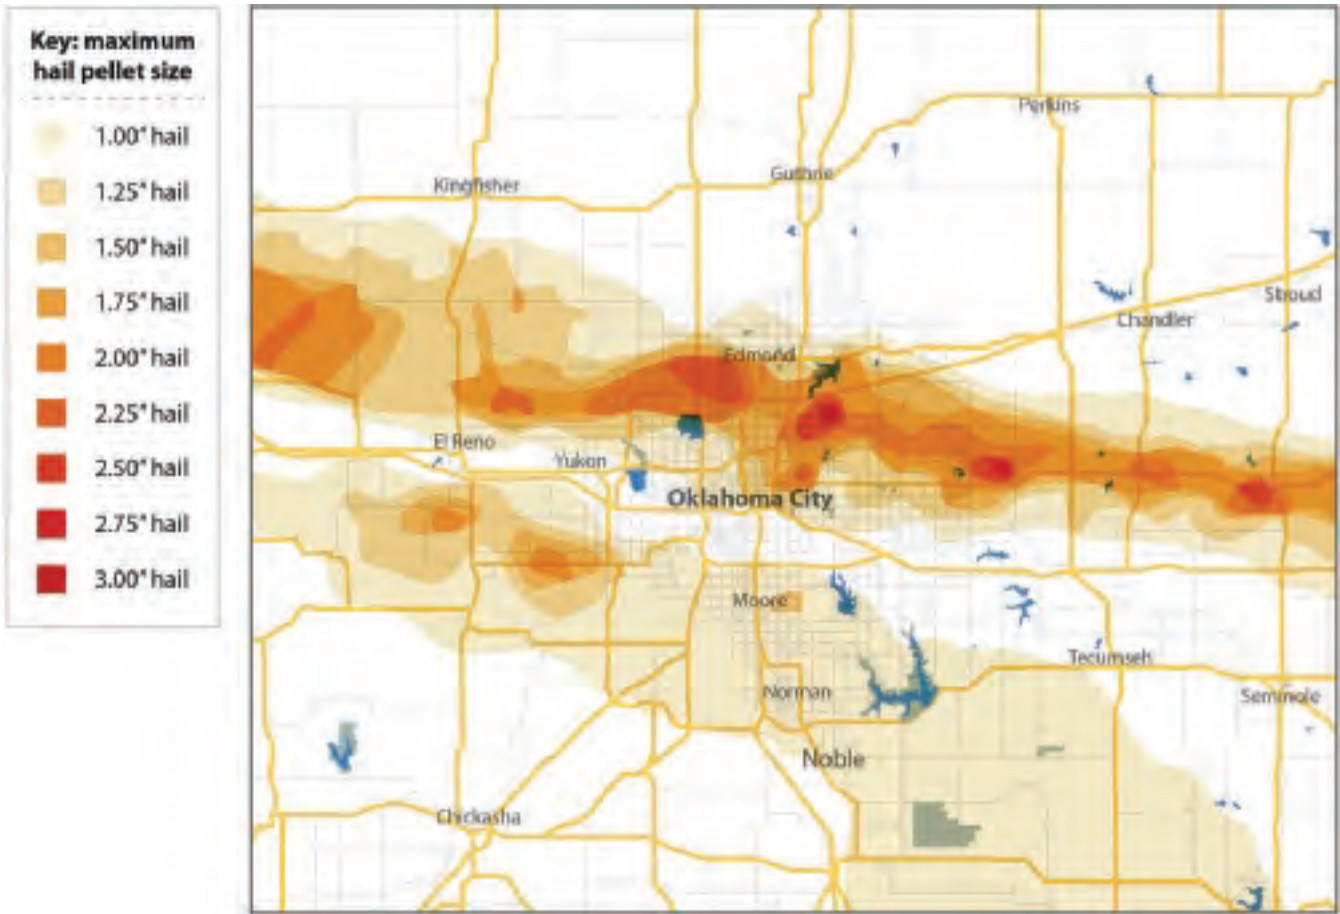 Key: maximum
hail pellet size
1.00" hail
1.25" hail
1.50" hail
1.75" hail
2.00" hail
2.25" hail
2.50" hail
2.75" hail
3.00" hail
Perkins
Guthrie
Kingfisher
Stroud
Chandler
Edmond
El Reno
Yukon
Oklahoma City
Moore
Tecumseh
Norman
Seminole
Noble
Chickasha